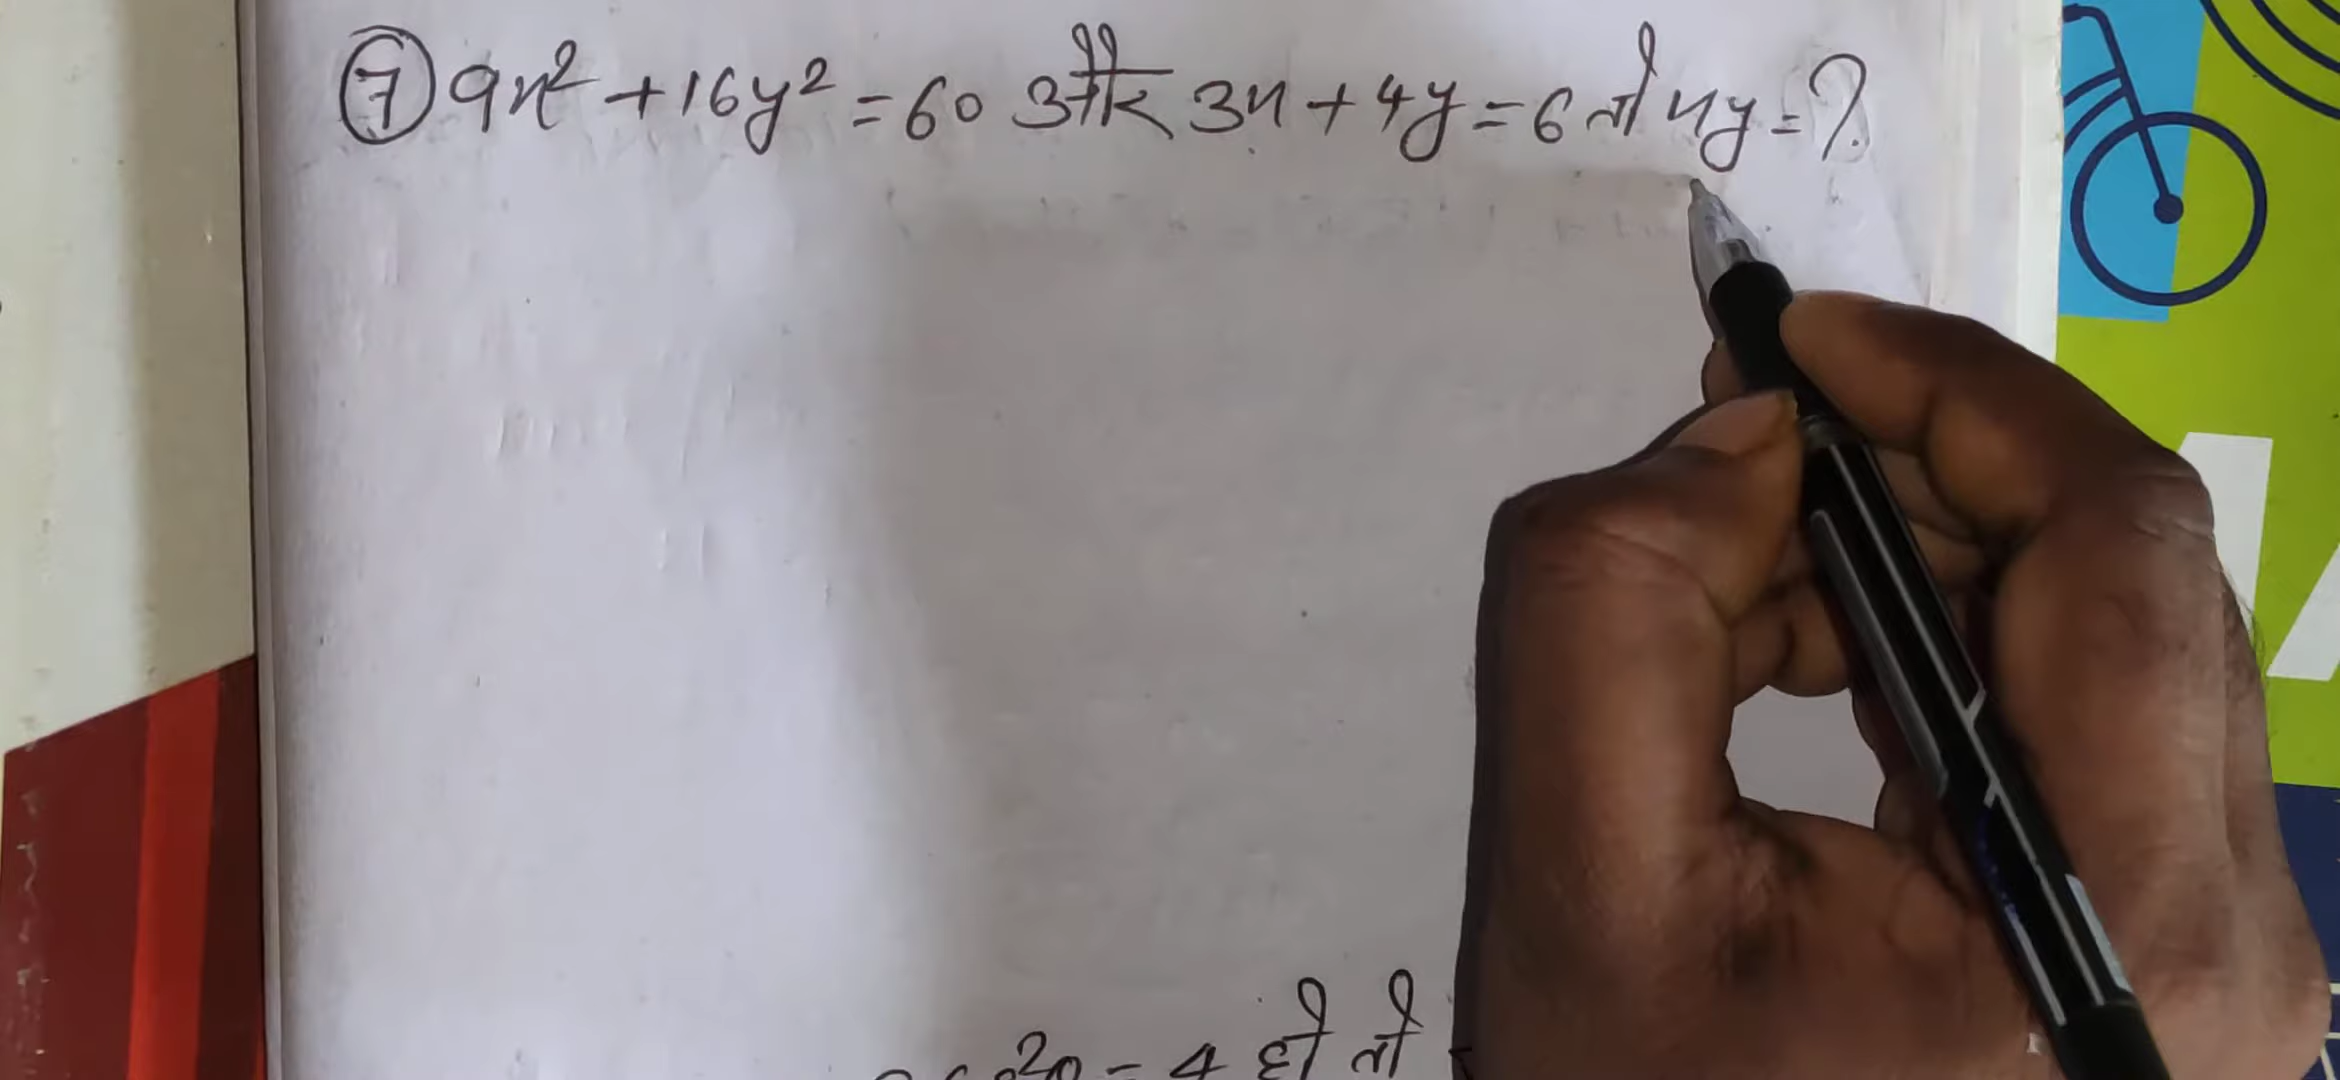 ⑦ 9x² + 16y² = 60 और 3x + 4y = 6 तो xy = ?
= 4 हो तो